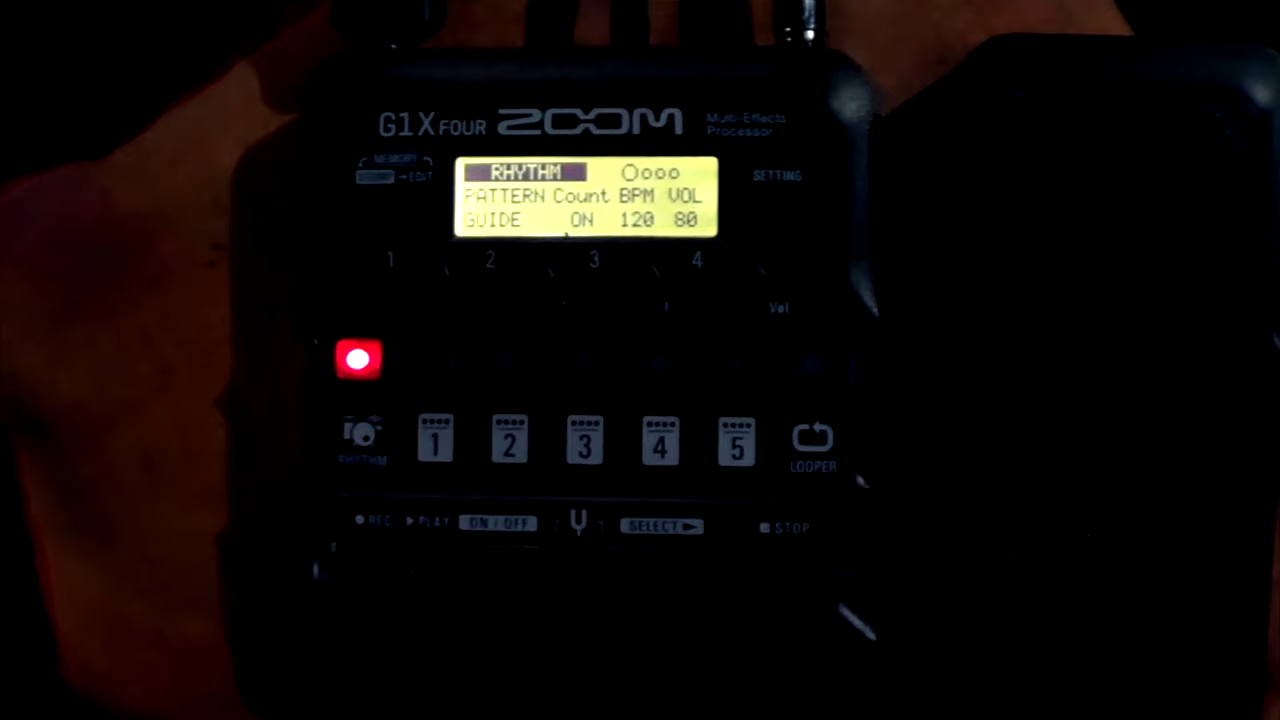 G1X FOUR ZOOM Multi-Effects
Processor
MEMORY
STOMP → EDIT
SETTING
RHYTHM
PATTERN Count BPM VOL
GUIDE ON 120 80
1 2 3 4
Vol
1 2 3 4 5
RHYTHM LOOPER
REC PLAY ON / OFF SELECT STOP